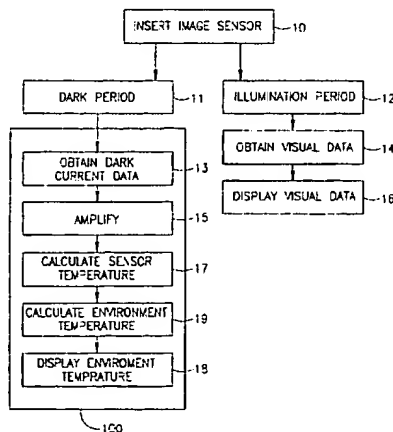 INSERT IMAGE SENSOR
10
DARK PERIOD
11
ILLUMINATION PERIOD
12
OBTAIN DARK
CURRENT DATA
13
OBTAIN VISUAL DATA
14
AMPLIFY
15
DISPLAY VISUAL DATA
16
CALCULATE SENSOR
TEMPERATURE
17
CALCULATE ENVIRONMENT
TEMPERATURE
19
DISPLAY ENVIROMENT
TEMPRATURE
18
100